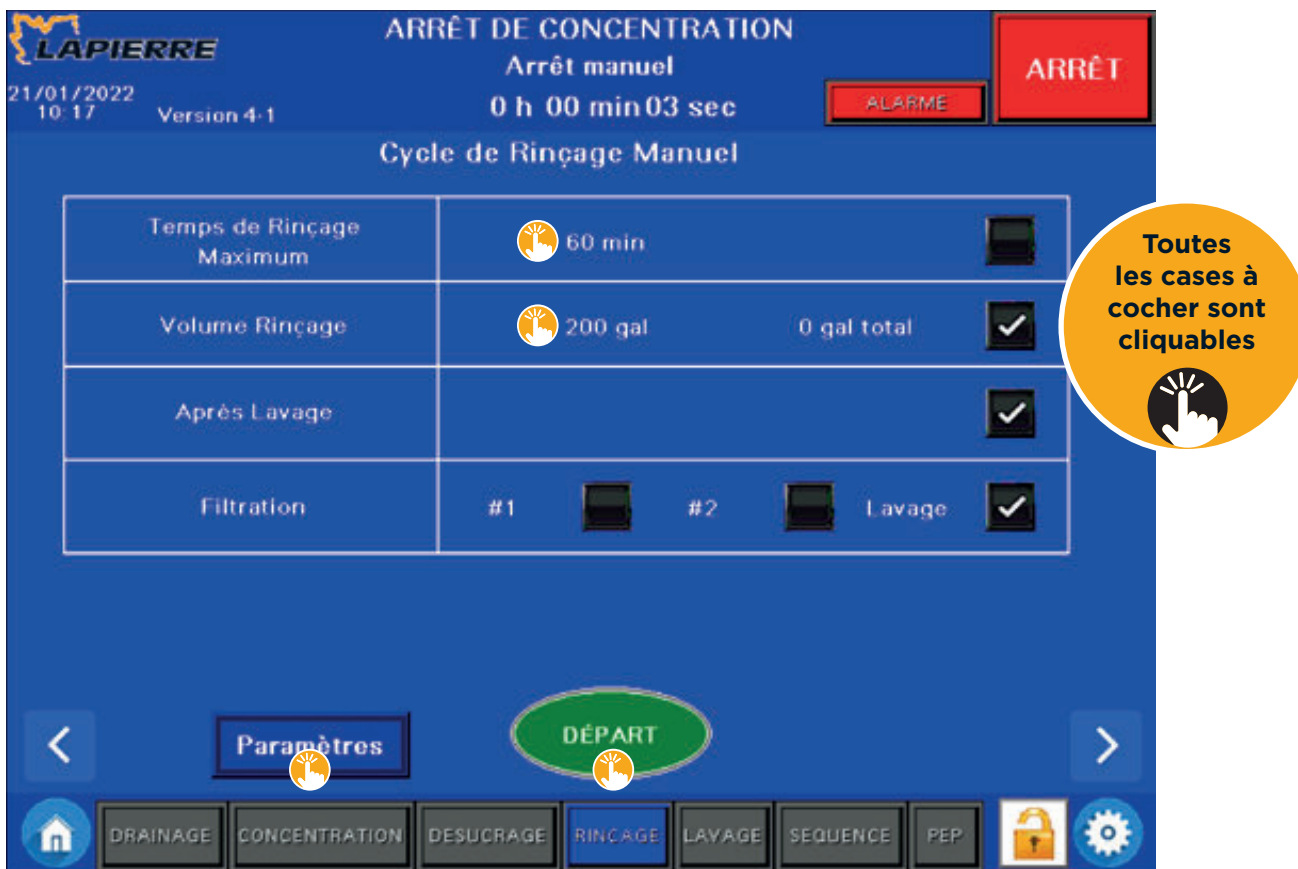 LAPIERRE
ARRÊT DE CONCENTRATION
Arrêt manuel
0 h 00 min 03 sec
21/01/2022
10:17
Version 4-1
ALARME
ARRÊT
Cycle de Rinçage Manuel
Temps de Rinçage
Maximum
60 min
Volume Rinçage
200 gal
0 gal total
Après Lavage
Filtration
#1
#2
Lavage
Toutes
les cases à
cocher sont
cliquables
Paramètres
DÉPART
DRAINAGE
CONCENTRATION
DESUCRAGE
RINCAGE
LAVAGE
SEQUENCE
PEP